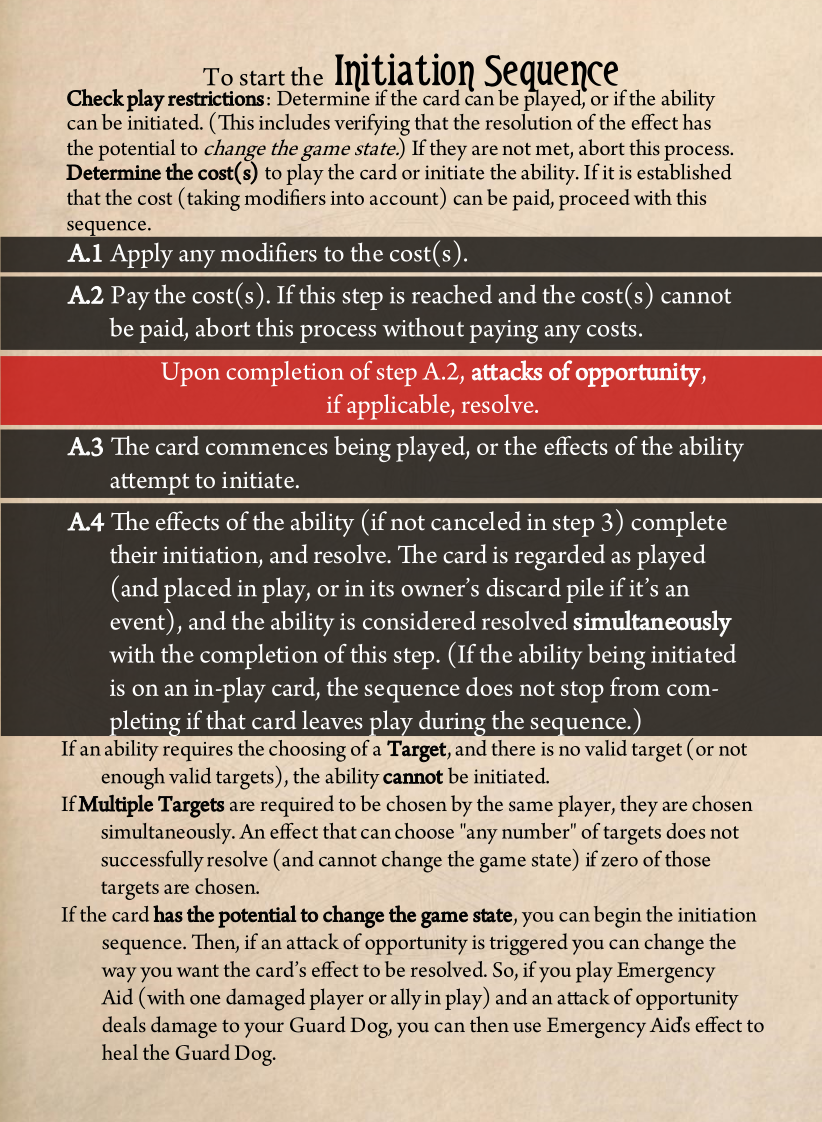 To start the Initiation Sequence
Check play restrictions: Determine if the card can be played, or if the ability
can be initiated. (This includes verifying that the resolution of the effect has
the potential to change the game state.) If they are not met, abort this process.
Determine the cost(s) to play the card or initiate the ability. If it is established
that the cost (taking modifiers into account) can be paid, proceed with this
sequence.
A.1 Apply any modifiers to the cost(s).
A.2 Pay the cost(s). If this step is reached and the cost(s) cannot
be paid, abort this process without paying any costs.
Upon completion of step A.2, attacks of opportunity,
if applicable, resolve.
A.3 The card commences being played, or the effects of the ability
attempt to initiate.
A.4 The effects of the ability (if not canceled in step 3) complete
their initiation, and resolve. The card is regarded as played
(and placed in play, or in its owner's discard pile if it's an
event), and the ability is considered resolved simultaneously
with the completion of this step. (If the ability being initiated
is on an in-play card, the sequence does not stop from com-
pleting if that card leaves play during the sequence.)
If an ability requires the choosing of a Target, and there is no valid target (or not
enough valid targets), the ability cannot be initiated.
If Multiple Targets are required to be chosen by the same player, they are chosen
simultaneously. An effect that can choose "any number" of targets does not
successfully resolve (and cannot change the game state) if zero of those
targets are chosen.
If the card has the potential to change the game state, you can begin the initiation
sequence. Then, if an attack of opportunity is triggered you can change the
way you want the card's effect to be resolved. So, if you play Emergency
Aid (with one damaged player or ally in play) and an attack of opportunity
deals damage to your Guard Dog, you can then use Emergency Aid's effect to
heal the Guard Dog.